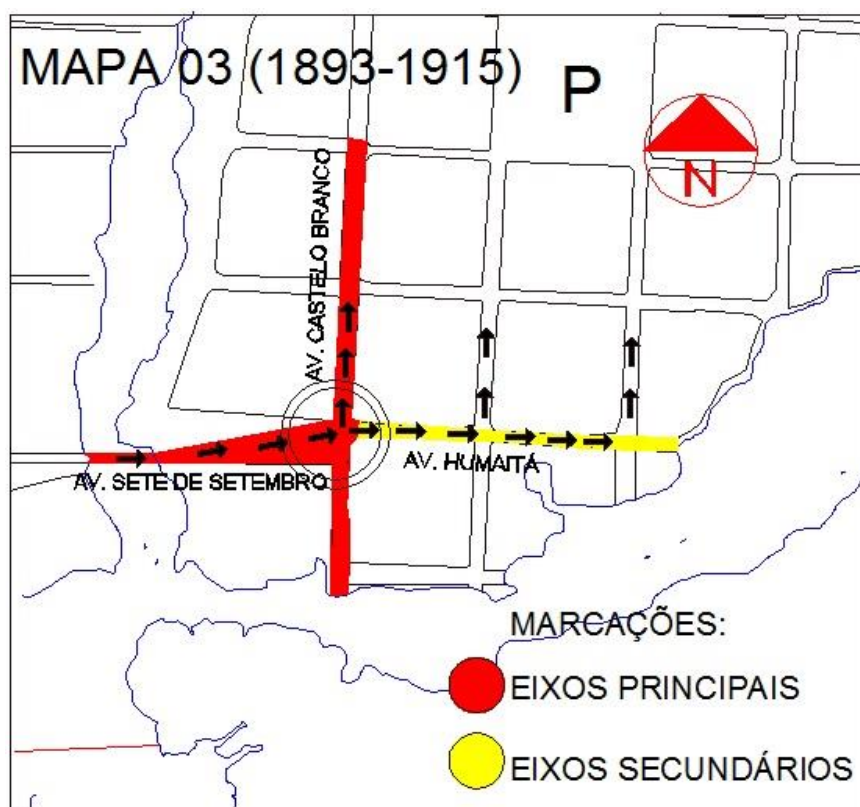 MAPA 03 (1893-1915)
P
N
AV. CASTELO BRANCO
AV. SETE DE SETEMBRO
AV. HUMAITÁ
MARCAÇÕES:
EIXOS PRINCIPAIS
EIXOS SECUNDÁRIOS